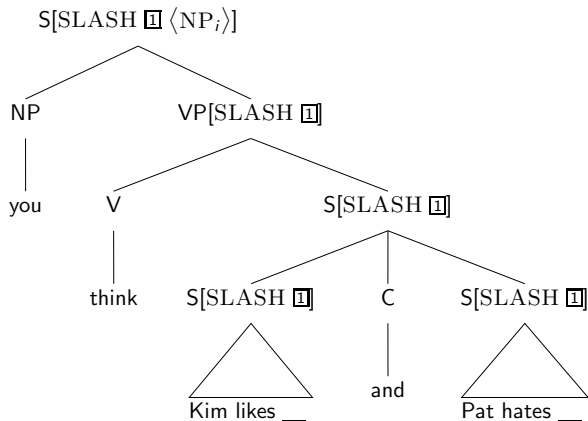 S[SLASH 1 ⟨NP_i⟩]
NP VP[SLASH 1]
you V S[SLASH 1]
think S[SLASH 1] C S[SLASH 1]
Kim likes __ and Pat hates __